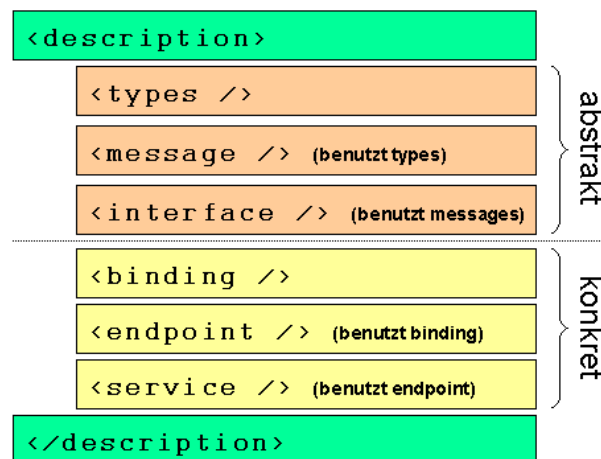 <description>
<types />
<message /> (benutzt types)
<interface /> (benutzt messages)
abstrakt
<binding />
<endpoint /> (benutzt binding)
<service /> (benutzt endpoint)
konkret
</description>